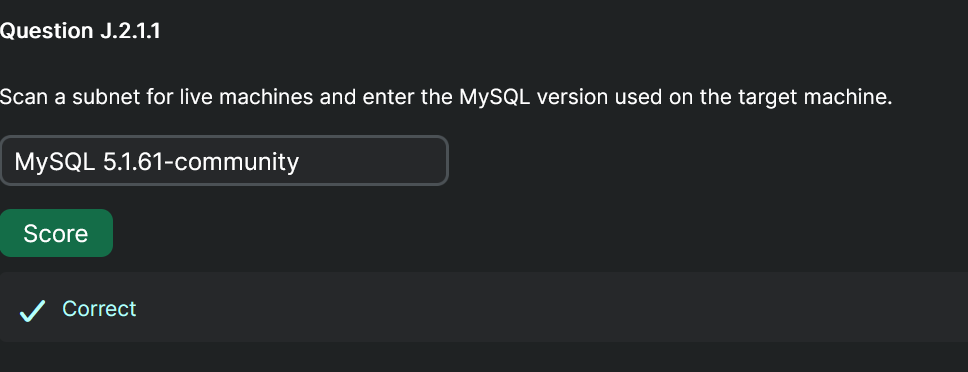 Question J.2.1.1
Scan a subnet for live machines and enter the MySQL version used on the target machine.
MySQL 5.1.61-community
Score
Correct